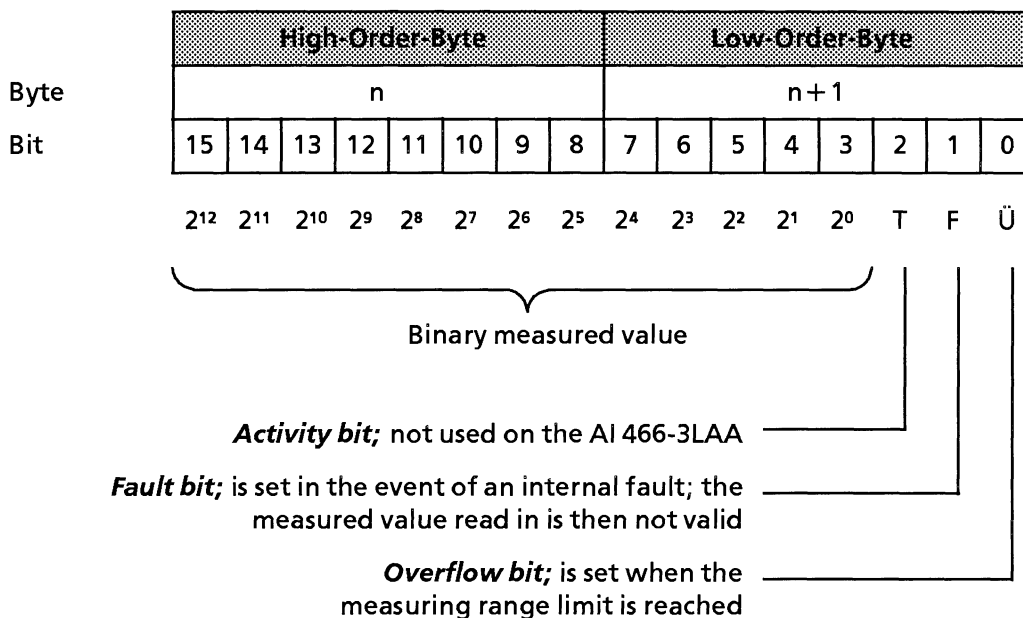 High-Order-Byte Low-Order-Byte
Byte n n+1
Bit 15 14 13 12 11 10 9 8 7 6 5 4 3 2 1 0
2¹² 2¹¹ 2¹⁰ 2⁹ 2⁸ 2⁷ 2⁶ 2⁵ 2⁴ 2³ 2² 2¹ 2⁰ T F Ü
Binary measured value
Activity bit; not used on the AI 466-3LAA
Fault bit; is set in the event of an internal fault; the
measured value read in is then not valid
Overflow bit; is set when the
measuring range limit is reached